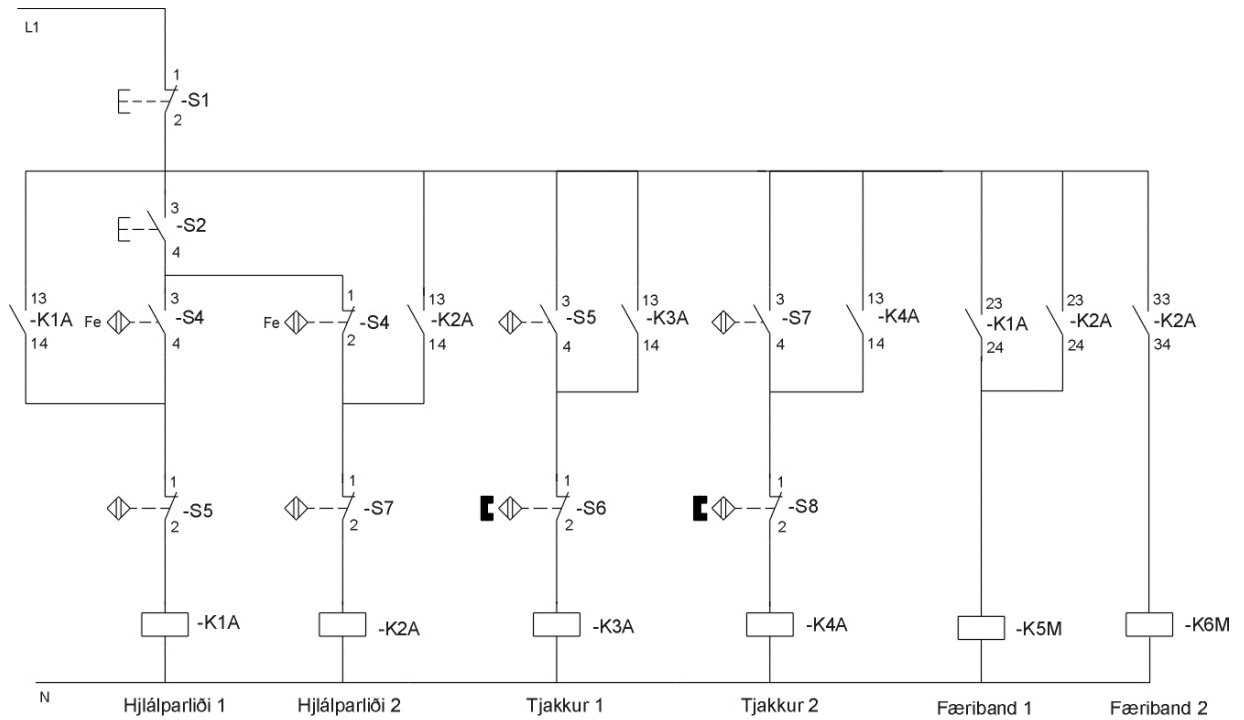 L1
1
-S1
2
3
-S2
4
13
-K1A
14
Fe
3
-S4
4
Fe
1
-S4
2
13
-K2A
14
3
-S5
4
13
-K3A
14
3
-S7
4
13
-K4A
14
23
-K1A
24
23
-K2A
24
33
-K2A
34
1
-S5
2
1
-S7
2
1
-S6
2
1
-S8
2
-K1A
-K2A
-K3A
-K4A
-K5M
-K6M
N
Hjlálparliði 1
Hjlálparliði 2
Tjakkur 1
Tjakkur 2
Færiband 1
Færiband 2